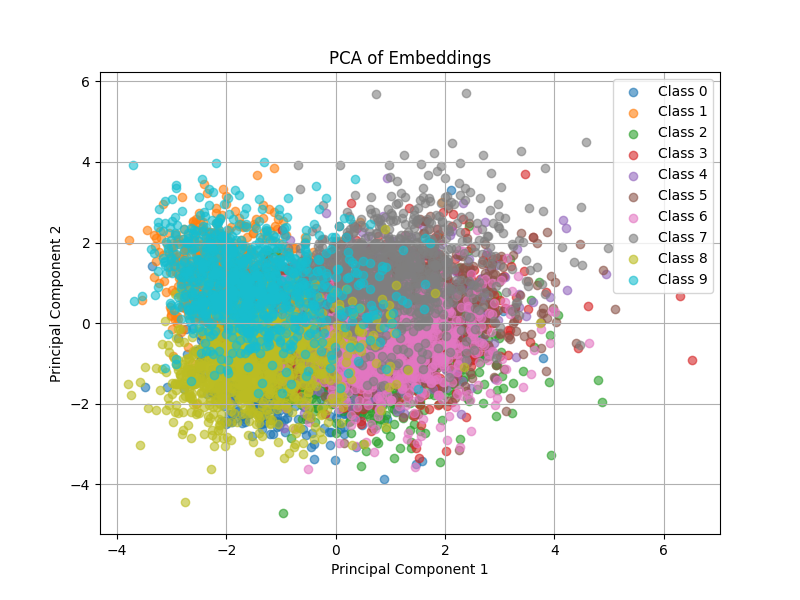 PCA of Embeddings
6
4
2
0
−2
−4
Principal Component 2
−4
−2
0
2
4
6
Principal Component 1
Class 0
Class 1
Class 2
Class 3
Class 4
Class 5
Class 6
Class 7
Class 8
Class 9